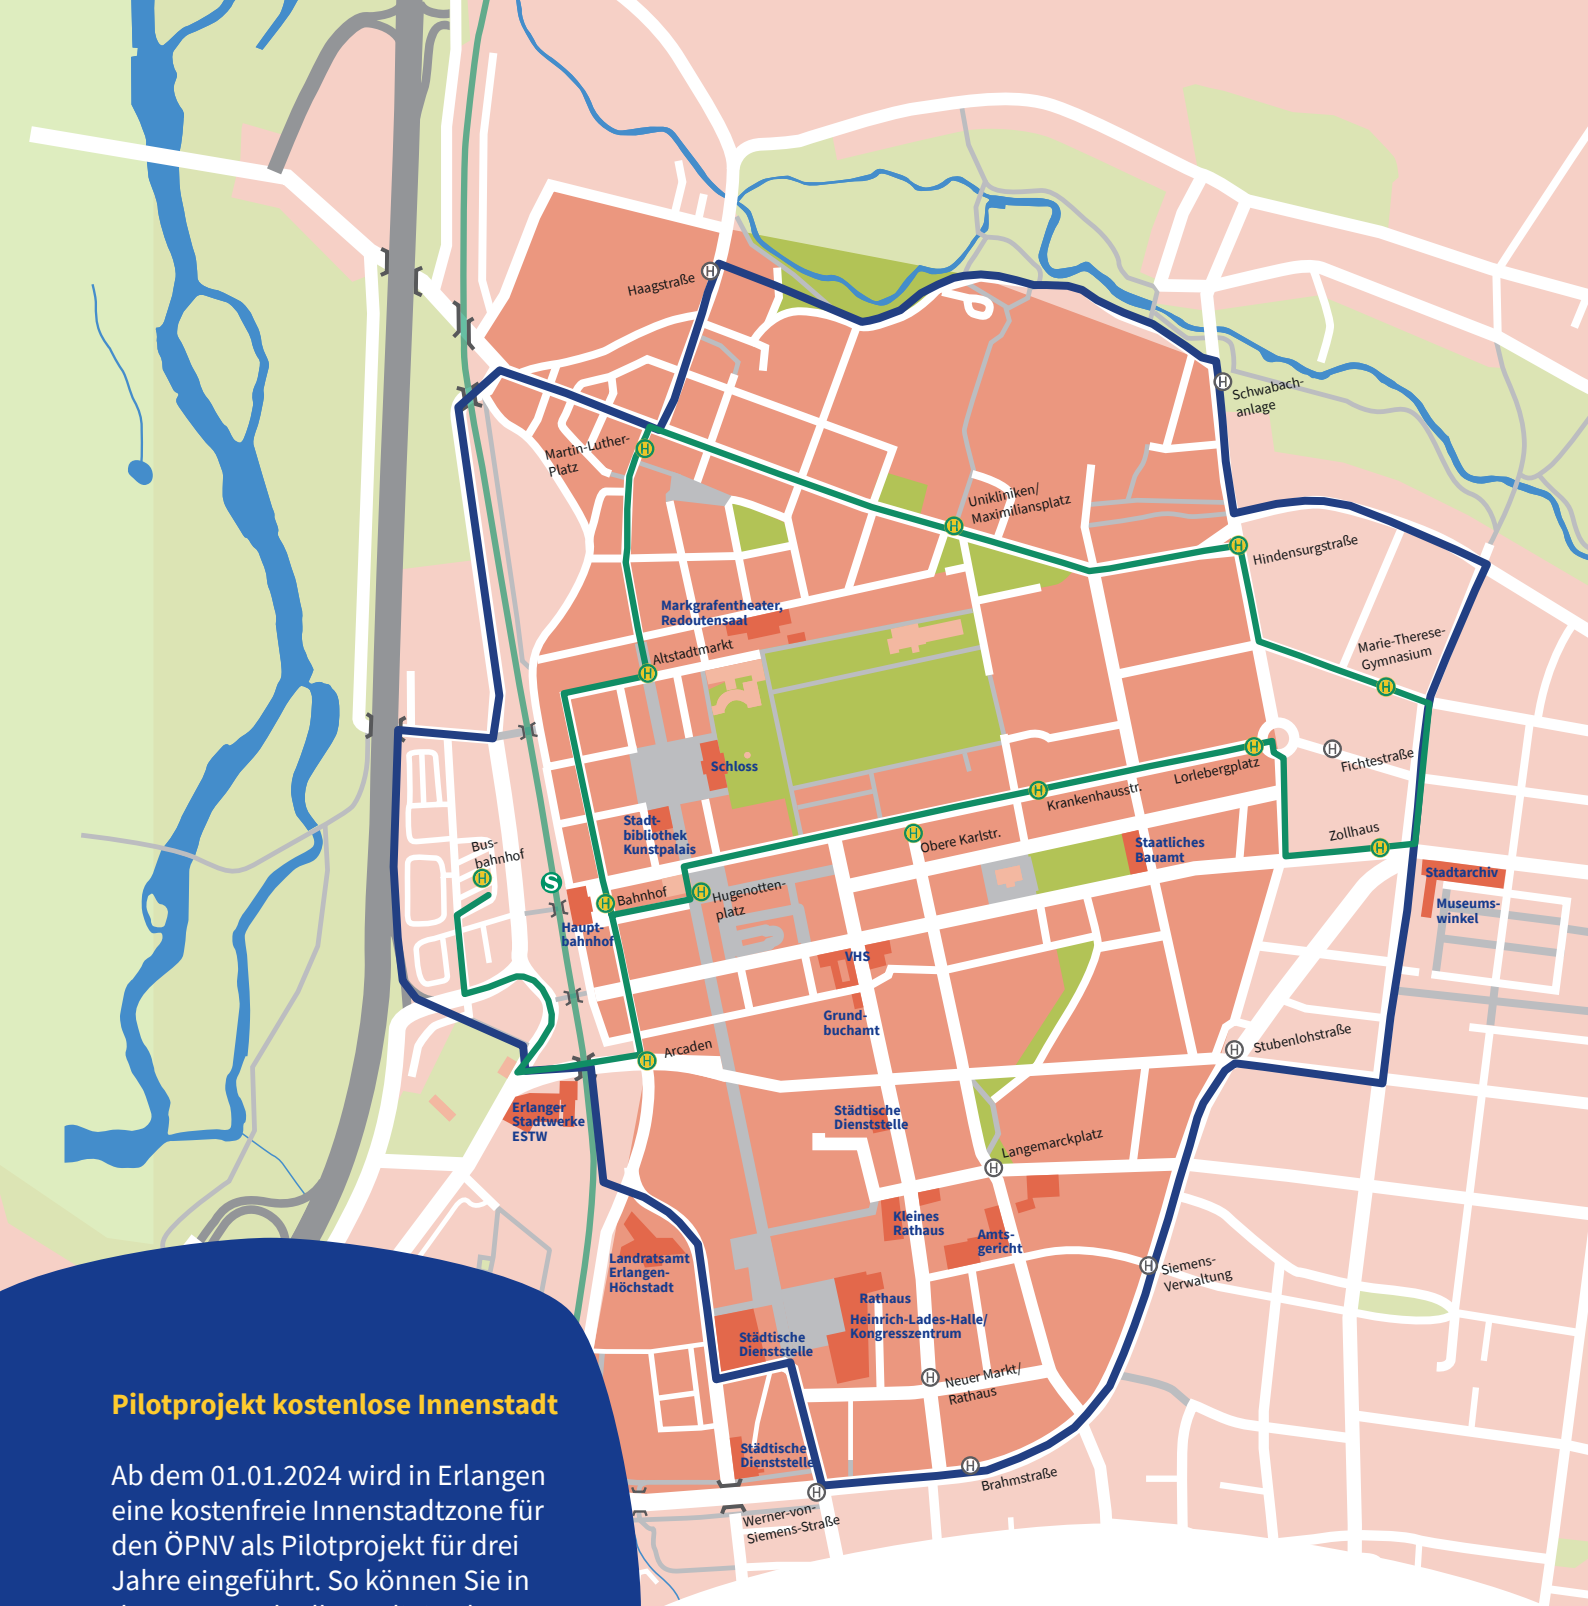 Haagstraße
H
H
Schwabach-
anlage
Martin-Luther-
Platz
H
Unikliniken/
Maximiliansplatz
H
H
Hindensurgstraße
Markgrafentheater,
Redoutensaal
Altstadtmarkt
H
Marie-Therese-
Gymnasium
H
Schloss
H
Lorlebergplatz
H
Fichtestraße
H
Krankenhausstr.
Stadt-
bibliothek
Kunstpalais
H
Obere Karlstr.
Staatliches
Bauamt
Zollhaus
H
Bus-
bahnhof
H
S
H
Bahnhof
H
Hugenotten-
platz
Stadtarchiv
Museums-
winkel
Haupt-
bahnhof
VHS
Grund-
buchamt
H
Arcaden
H
Stubenlohstraße
Erlanger
Stadtwerke
ESTW
Städtische
Dienststelle
Langemarckplatz
H
Kleines
Rathaus
Amts-
gericht
Landratsamt
Erlangen-
Höchstadt
H
Siemens-
Verwaltung
Rathaus
Heinrich-Lades-Halle/
Kongresszentrum
Städtische
Dienststelle
H
Neuer Markt/
Rathaus
Städtische
Dienststelle
H
Brahmstraße
H
Werner-von-
Siemens-Straße
Pilotprojekt kostenlose Innenstadt
Ab dem 01.01.2024 wird in Erlangen
eine kostenfreie Innenstadtzone für
den ÖPNV als Pilotprojekt für drei
Jahre eingeführt. So können Sie in